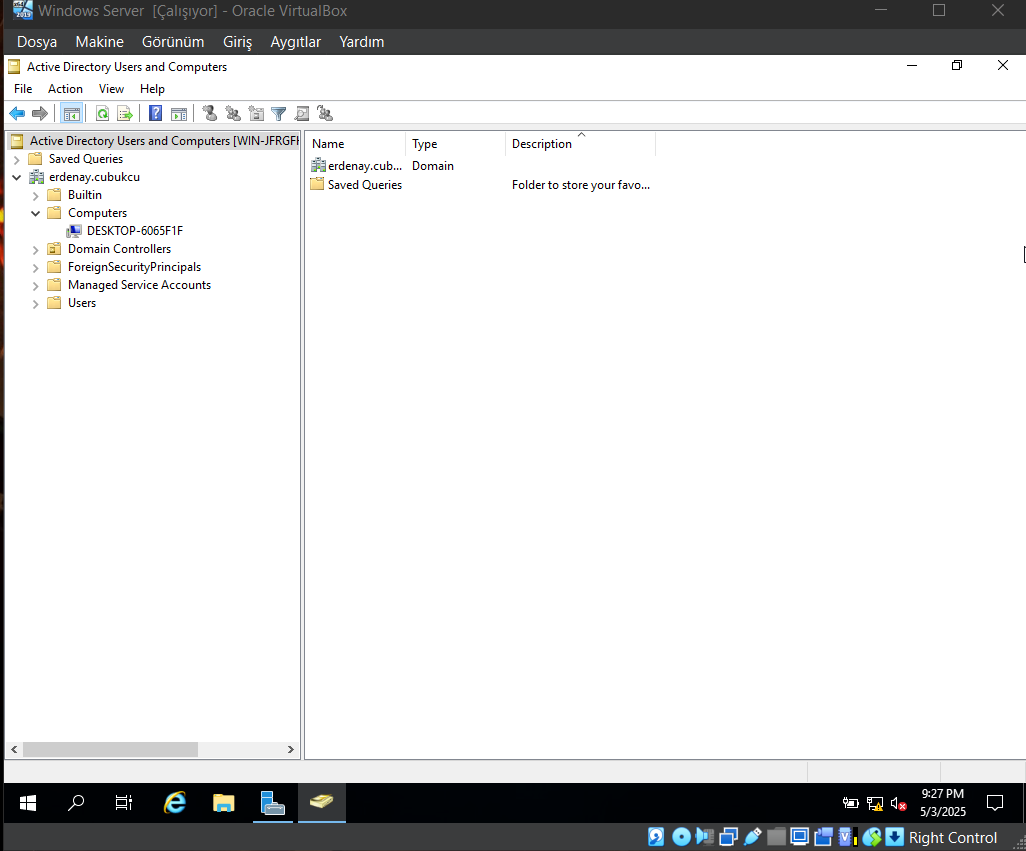 Windows Server [Çalışıyor] - Oracle VirtualBox
Dosya Makine Görünüm Giriş Aygıtlar Yardım
Active Directory Users and Computers
File Action View Help
Active Directory Users and Computers [WIN-JFRGFH
Saved Queries
erdenay.cubukcu
Builtin
Computers
DESKTOP-6065F1F
Domain Controllers
ForeignSecurityPrincipals
Managed Service Accounts
Users
Name Type Description
erdenay.cub... Domain
Saved Queries Folder to store your favo...
9:27 PM
5/3/2025
Right Control